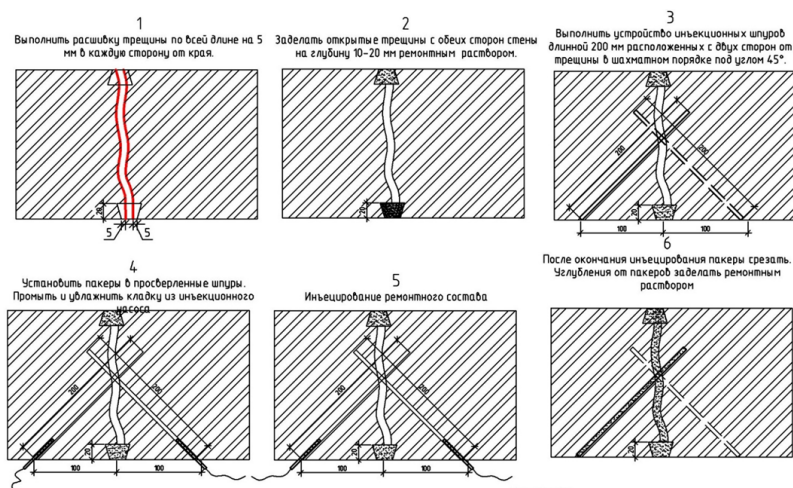 1
Выполнить расшивку трещины по всей длине на 5
мм в каждую сторону от края.
20
5
5
2
Заделать открытые трещины с обеих сторон стены
на глубину 10-20 мм ремонтным раствором.
20
3
Выполнить устройство инъекционных шпуров
длинной 200 мм расположенных с двух сторон от
трещины в шахматном порядке под углом 45°.
200
200
20
100
100
4
Установить пакеры в просверленные шпуры.
Промыть и увлажнить кладку из инъекционного
насоса
200
200
20
100
100
5
Инъецирование ремонтного состава
200
200
20
100
100
6
После окончания инъецирования пакеры срезать.
Углубления от пакеров заделать ремонтным
раствором
20